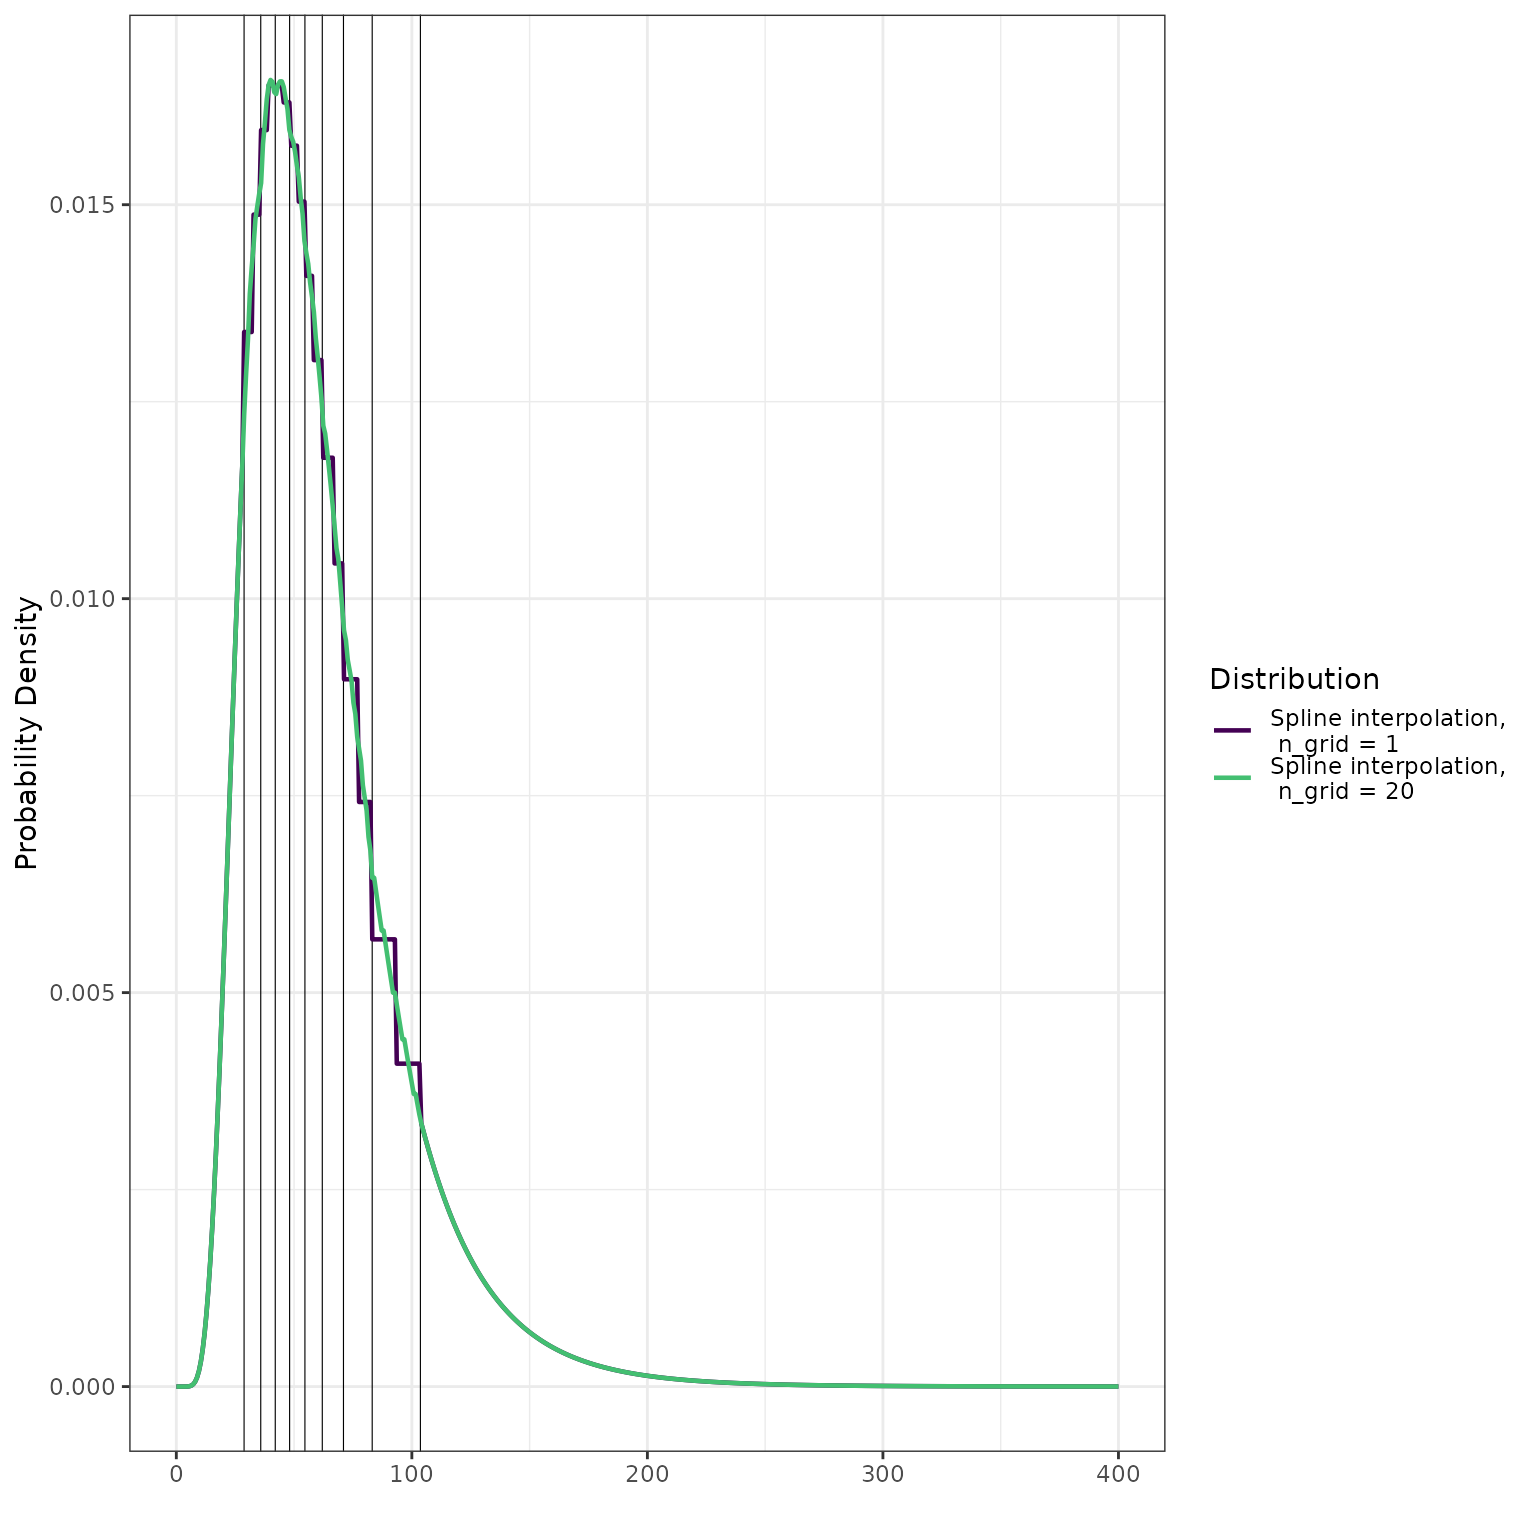 Probability Density
0.015
0.010
0.005
0.000
0
100
200
300
400
Distribution
Spline interpolation,
n_grid = 1
Spline interpolation,
n_grid = 20